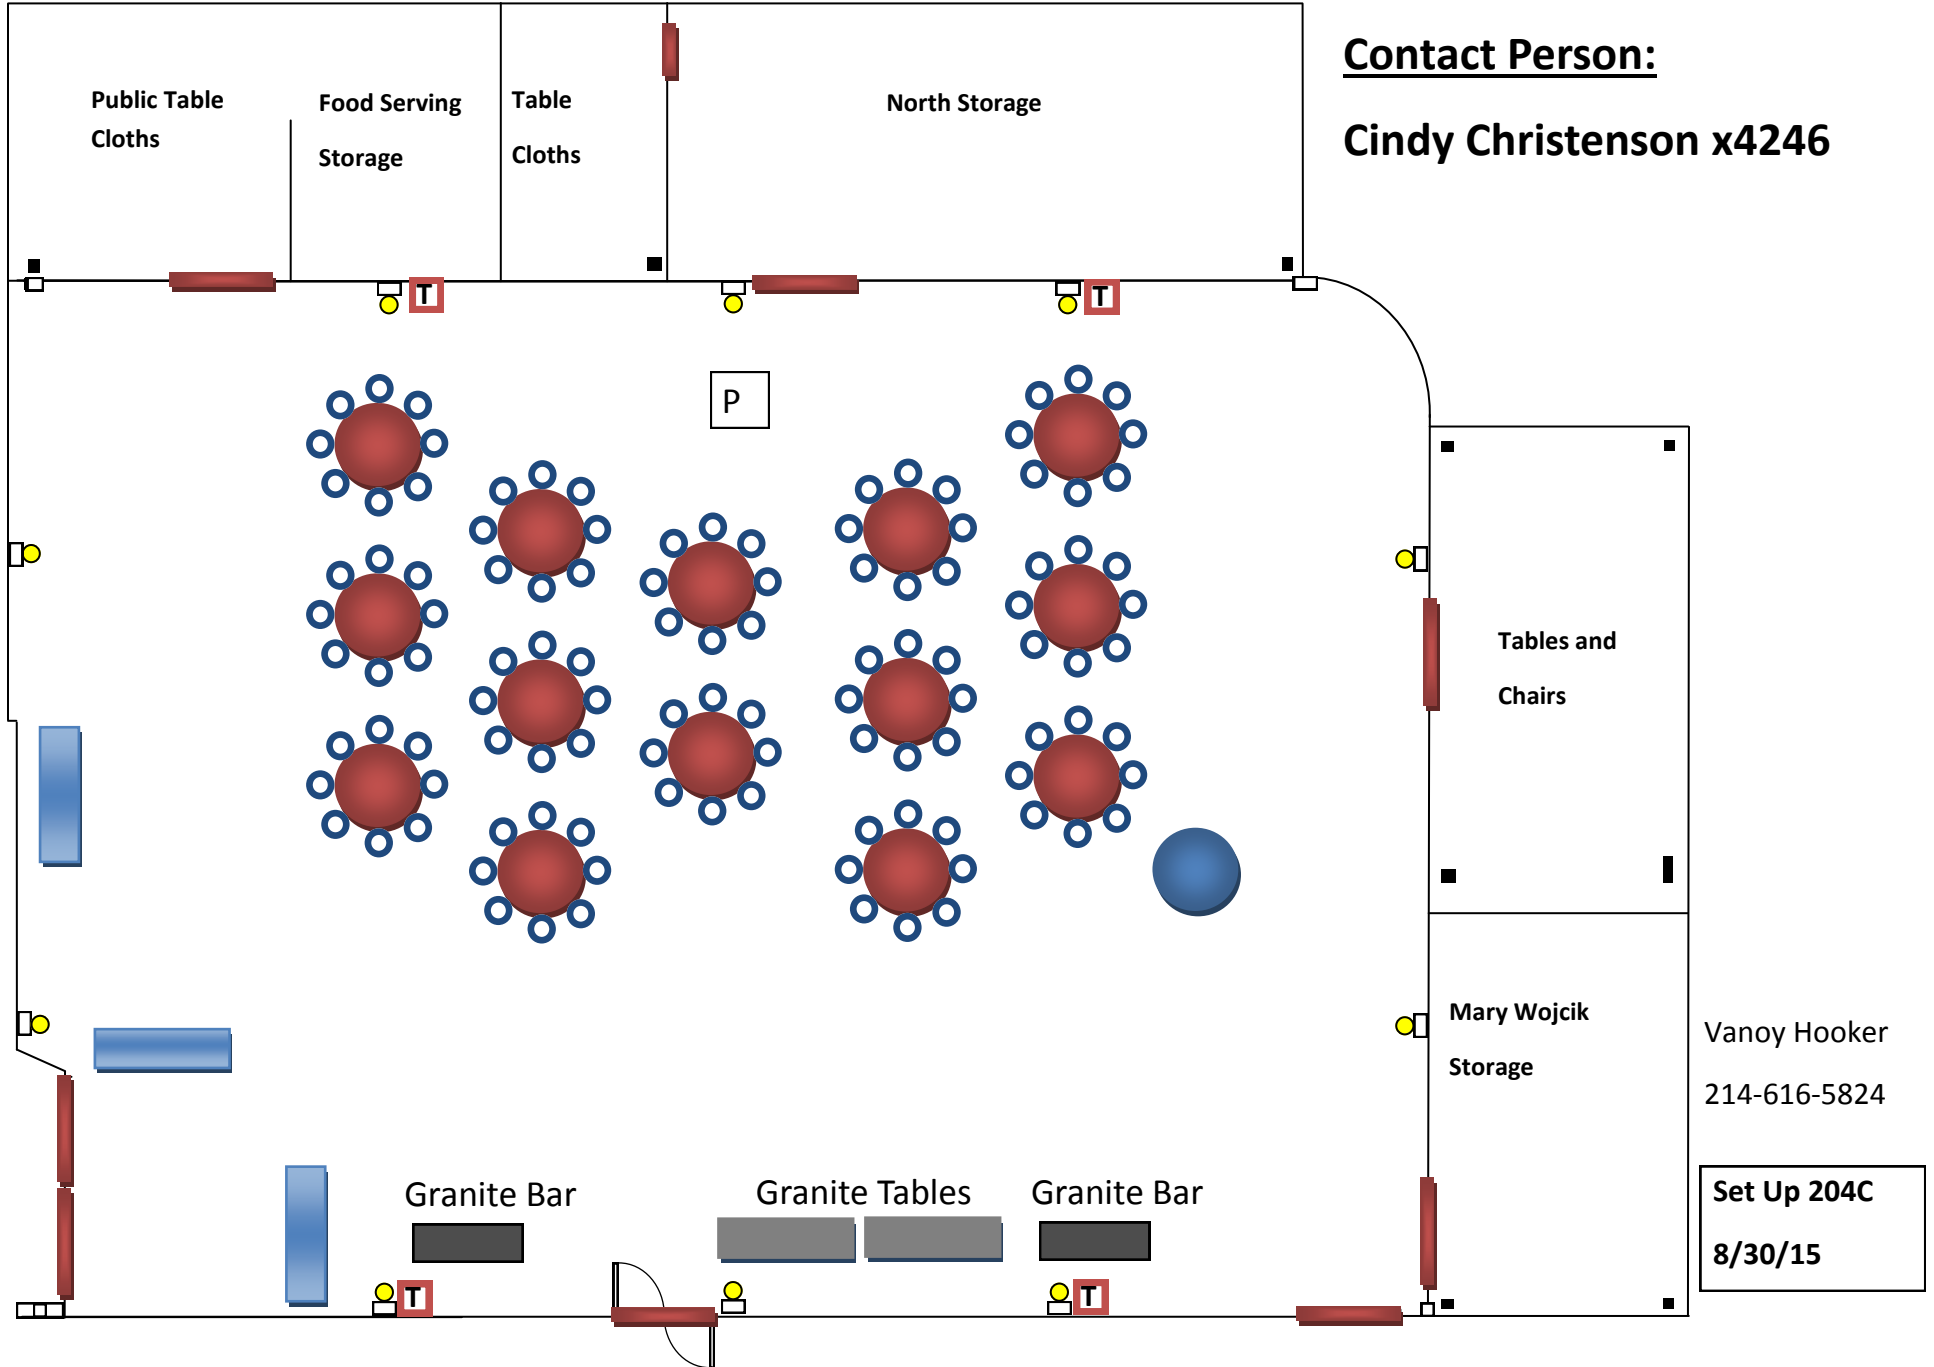 Contact Person:
Cindy Christenson x4246
Public Table
Cloths
Food Serving
Storage
Table
Cloths
North Storage
T
T
P
Tables and
Chairs
Mary Wojcik
Storage
Vanoy Hooker
214-616-5824
Granite Bar
Granite Tables
Granite Bar
Set Up 204C
8/30/15
T
T